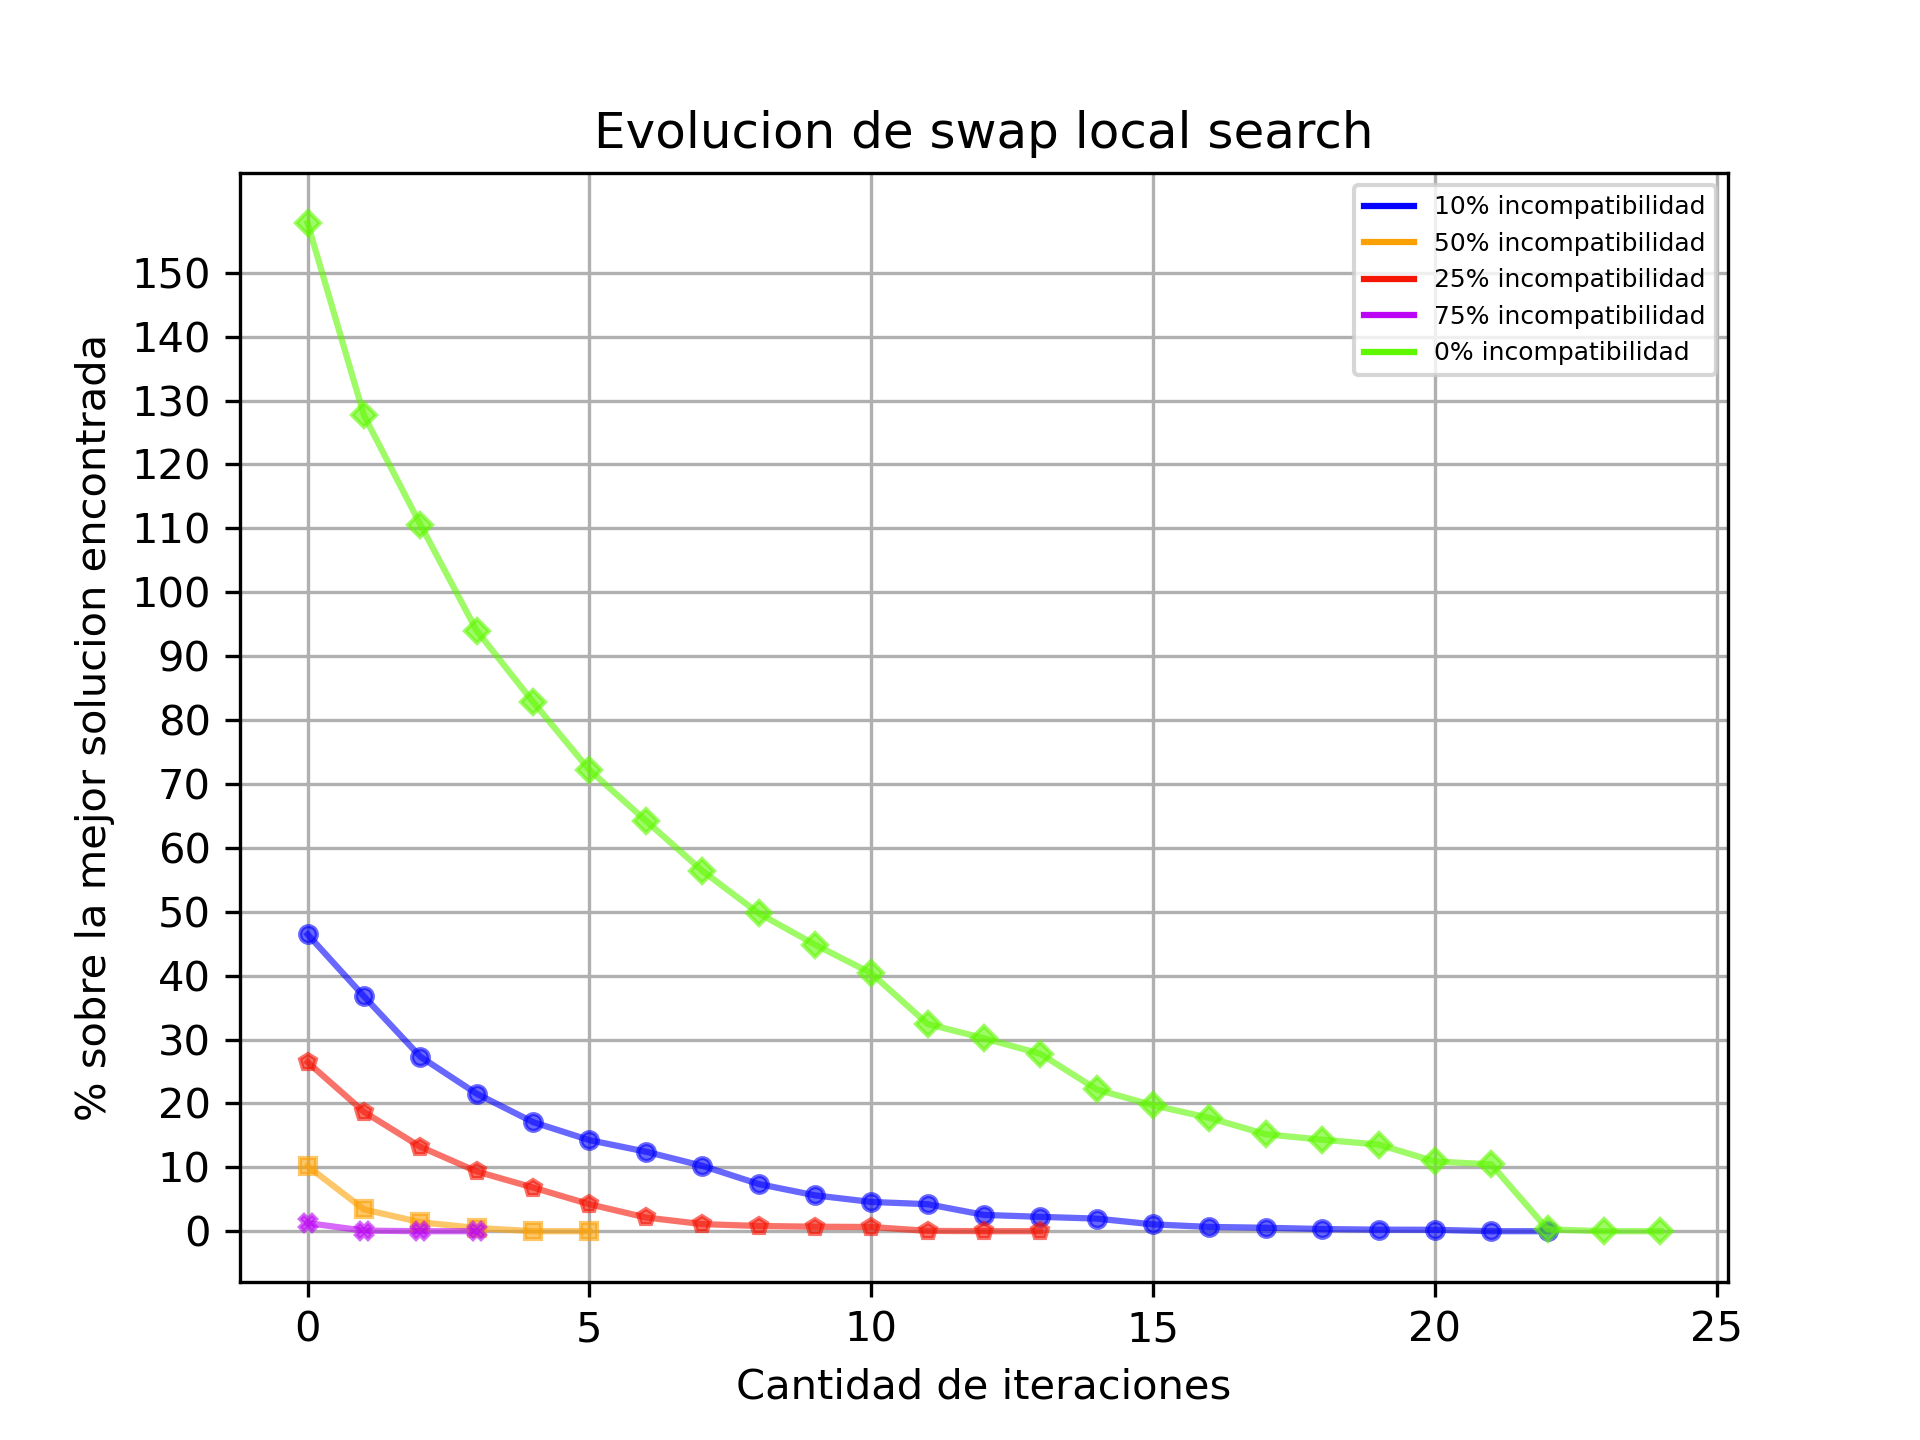 Evolucion de swap local search
10% incompatibilidad
50% incompatibilidad
25% incompatibilidad
75% incompatibilidad
0% incompatibilidad
% sobre la mejor solucion encontrada
150
140
130
120
110
100
90
80
70
60
50
40
30
20
10
0
0 5 10 15 20 25
Cantidad de iteraciones